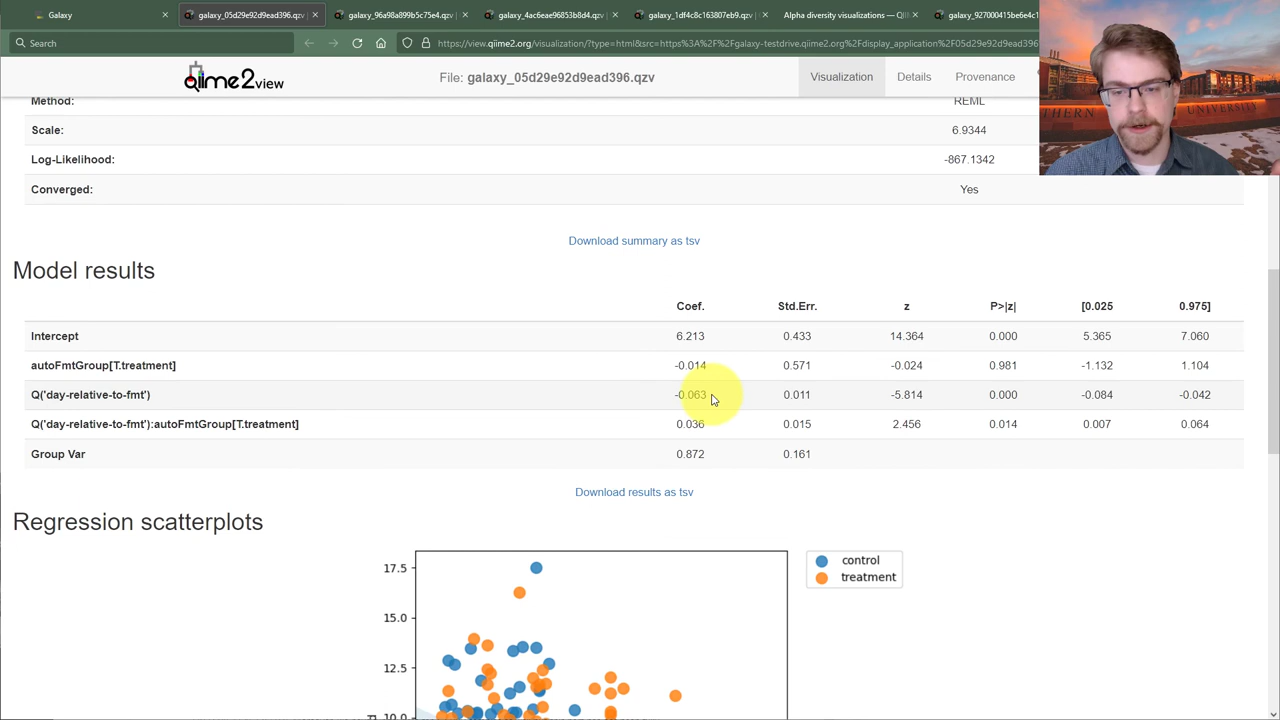 Galaxy
galaxy_05d29e92d9ead396.qzv
galaxy_96a98a899b5c75e4.qzv
galaxy_4ac6eae96853b8d4.qzv
galaxy_1df4c8c163807eb9.qzv
Alpha diversity visualizations — QI
galaxy_927000415be6e4c1
Search
https://view.qiime2.org/visualization/?type=html&src=https%3A%2F%2Fgalaxy-testdrive.qiime2.org%2Fdisplay_application%2F05d29e92d9ead396
qiime2view
File: galaxy_05d29e92d9ead396.qzv
Visualization
Details
Provenance
Method: REML
Scale: 6.9344
Log-Likelihood: -867.1342
Converged: Yes
Download summary as tsv
Model results
Coef. Std.Err. z P>|z| [0.025 0.975]
Intercept 6.213 0.433 14.364 0.000 5.365 7.060
autoFmtGroup[T.treatment] -0.014 0.571 -0.024 0.981 -1.132 1.104
Q('day-relative-to-fmt') -0.063 0.011 -5.814 0.000 -0.084 -0.042
Q('day-relative-to-fmt'):autoFmtGroup[T.treatment] 0.036 0.015 2.456 0.014 0.007 0.064
Group Var 0.872 0.161
Download results as tsv
Regression scatterplots
control
treatment
17.5
15.0
12.5
10.0